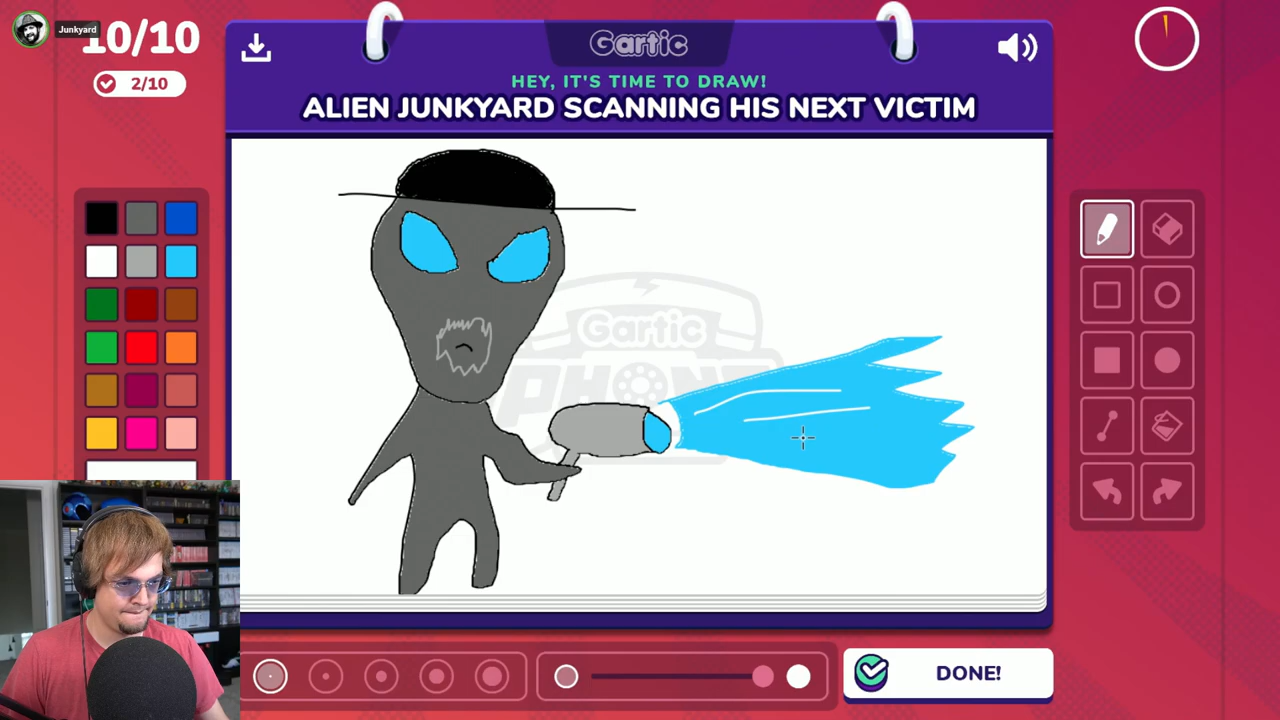 Junkyard
10/10
2/10
Gartic
HEY, IT'S TIME TO DRAW!
ALIEN JUNKYARD SCANNING HIS NEXT VICTIM
Gartic
PHONE
DONE!